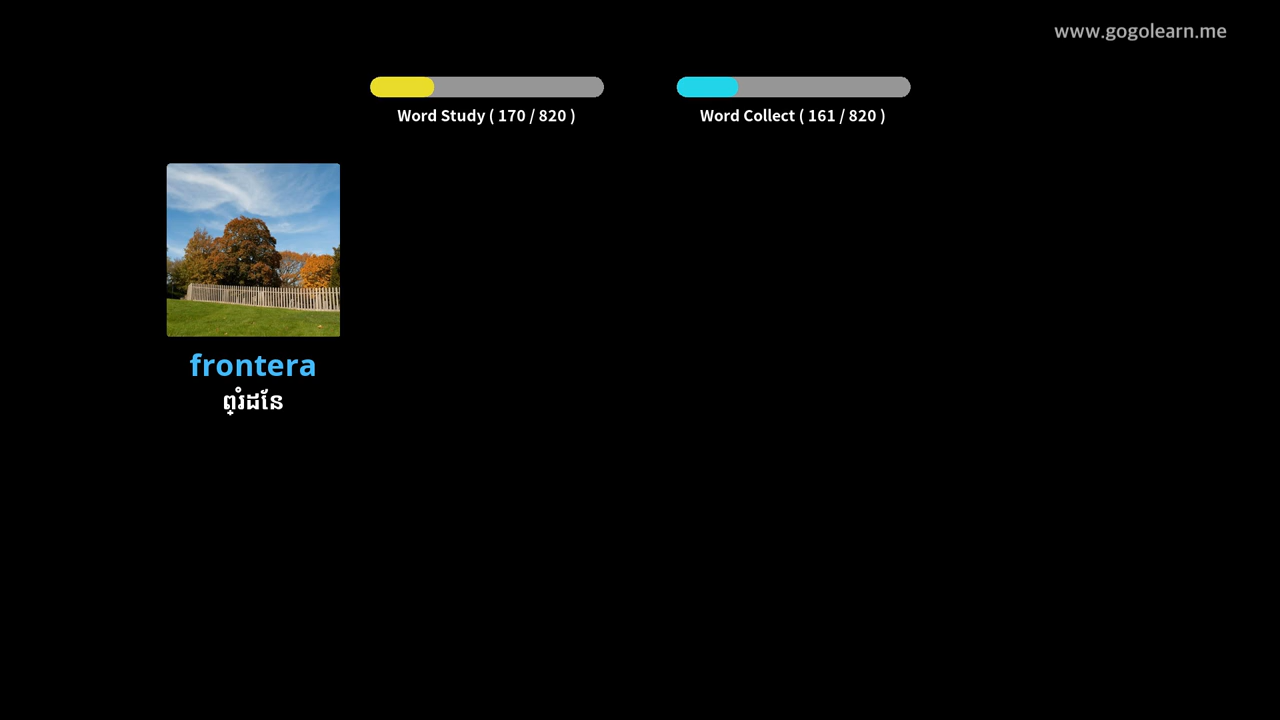 www.gogolearn.me
Word Study ( 170 / 820 )
Word Collect ( 161 / 820 )
frontera
ព្រំដែន